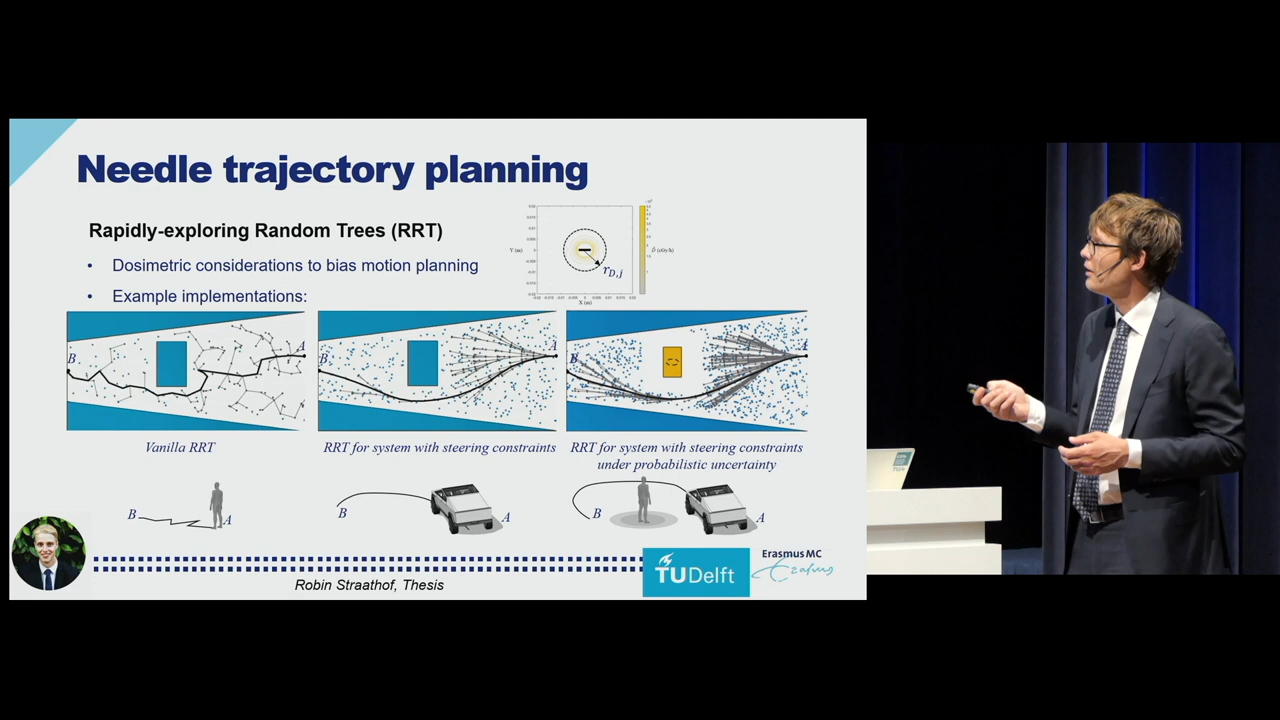 Needle trajectory planning
Rapidly-exploring Random Trees (RRT)
• Dosimetric considerations to bias motion planning
• Example implementations:
Y (m)
X (m)
r_D,j
B
A
B
A
B
A
Vanilla RRT
RRT for system with steering constraints
RRT for system with steering constraints
under probabilistic uncertainty
B
A
B
A
B
A
Robin Straathof, Thesis
TUDelft
Erasmus MC
Erasmus